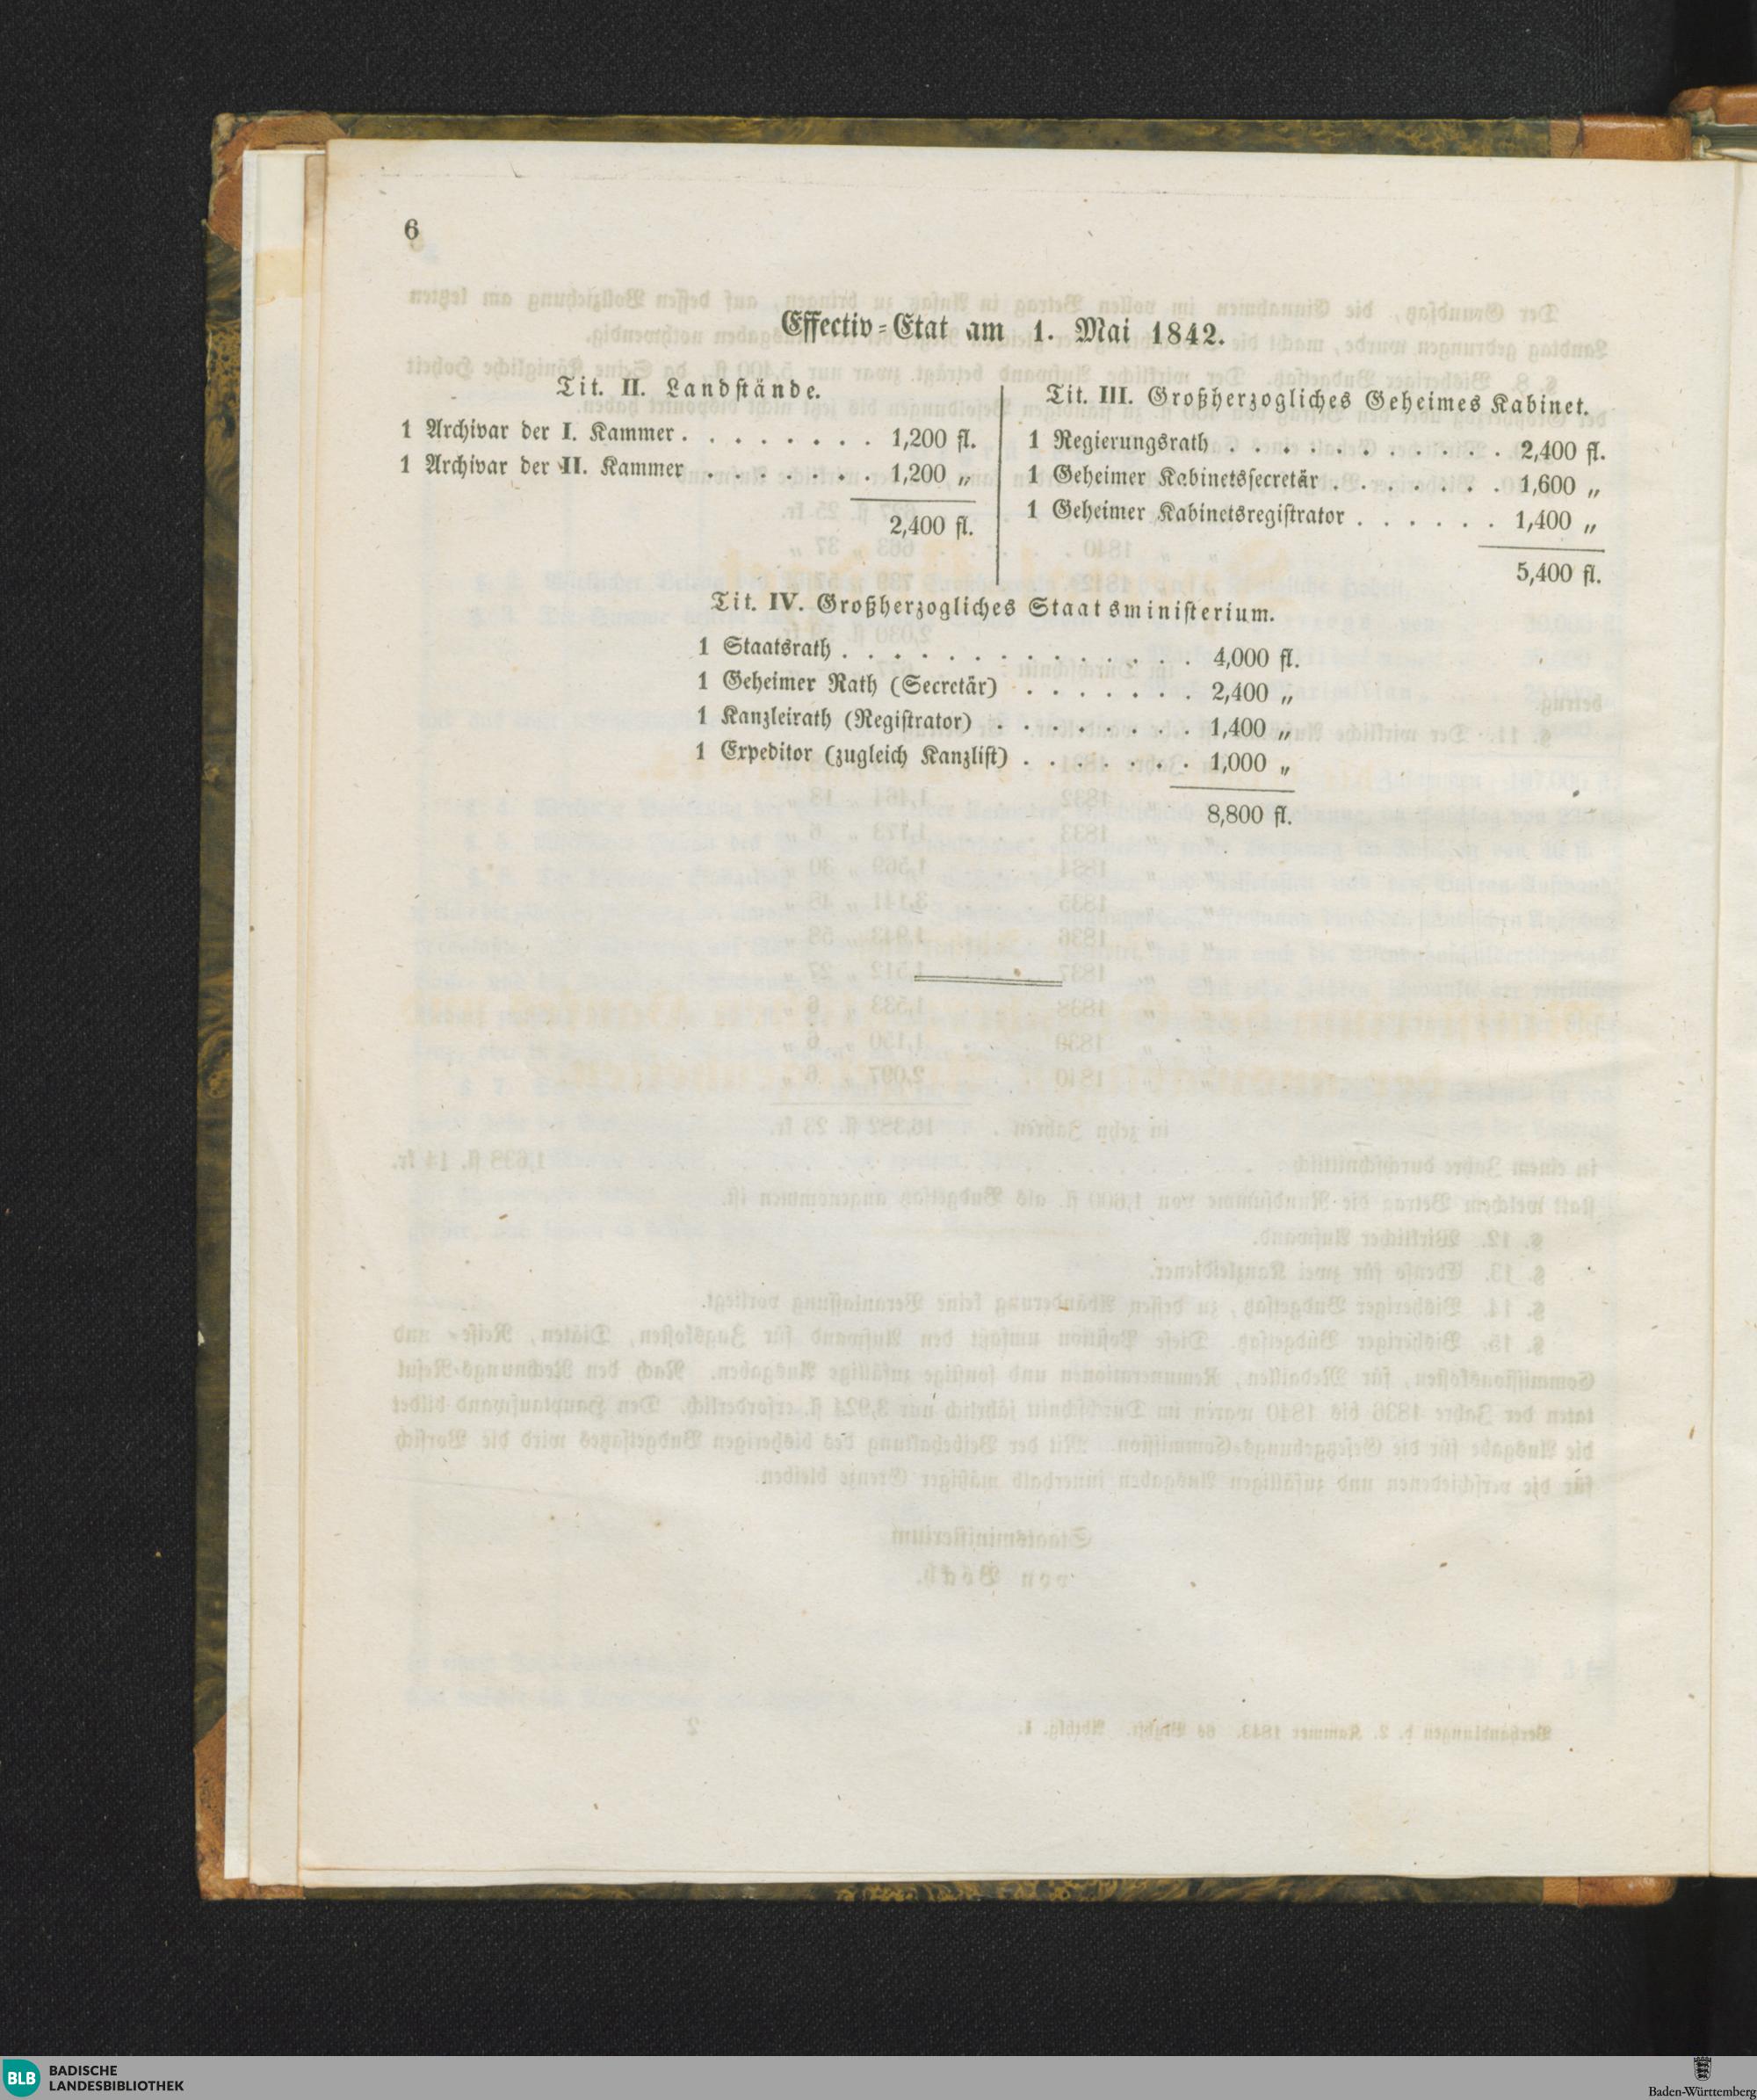 6
Effectiv=Etat am 1. Mai 1842.
Tit. II. Landstände.
1 Archivar der I. Kammer . . . . . . . . 1,200 fl.
1 Archivar der II. Kammer . . . . . . . 1,200 „
2,400 fl.
Tit. III. Großherzogliches Geheimes Kabinet.
1 Regierungsrath . . . . . . . . . . . 2,400 fl.
1 Geheimer Kabinetssecretär . . . . . . . 1,600 „
1 Geheimer Kabinetsregistrator . . . . . . 1,400 „
5,400 fl.
Tit. IV. Großherzogliches Staatsministerium.
1 Staatsrath . . . . . . . . . . . . . . 4,000 fl.
1 Geheimer Rath (Secretär) . . . . . . . 2,400 „
1 Kanzleirath (Registrator) . . . . . . . . 1,400 „
1 Expeditor (zugleich Kanzlist) . . . . . . . 1,000 „
8,800 fl.
BLB BADISCHE
LANDESBIBLIOTHEK
Baden-Württemberg